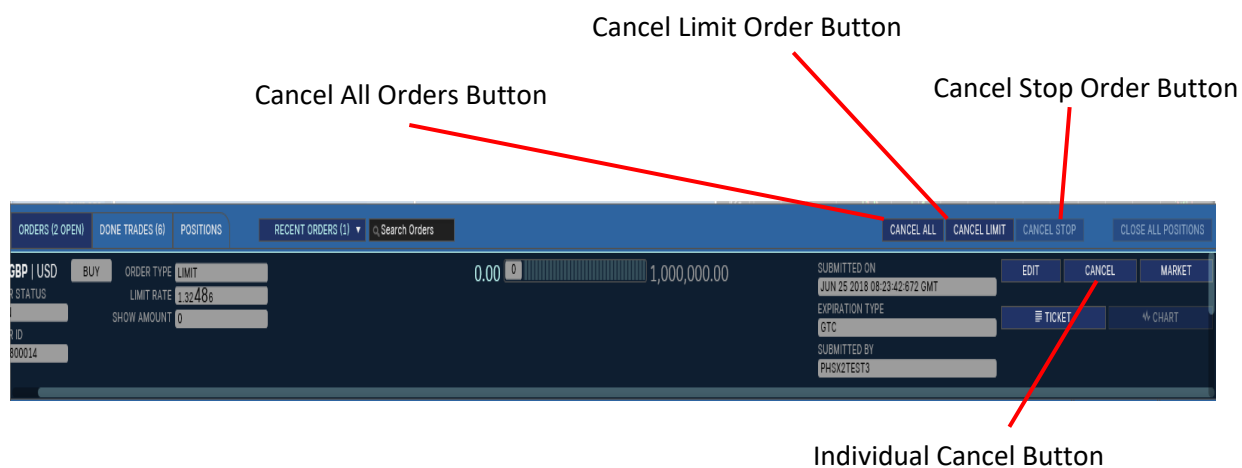 Cancel Limit Order Button
Cancel All Orders Button
Cancel Stop Order Button
ORDERS (2 OPEN) DONE TRADES (6) POSITIONS RECENT ORDERS (1) Search Orders CANCEL ALL CANCEL LIMIT CANCEL STOP CLOSE ALL POSITIONS
GBP | USD BUY ORDER TYPE LIMIT 0.00 0 1,000,000.00 SUBMITTED ON EDIT CANCEL MARKET
R STATUS LIMIT RATE 1.32486 JUN 25 2018 08:23:42:672 GMT
SHOW AMOUNT 0 EXPIRATION TYPE TICKET CHART
R ID GTC
800014 SUBMITTED BY
PHSX2TEST3
Individual Cancel Button